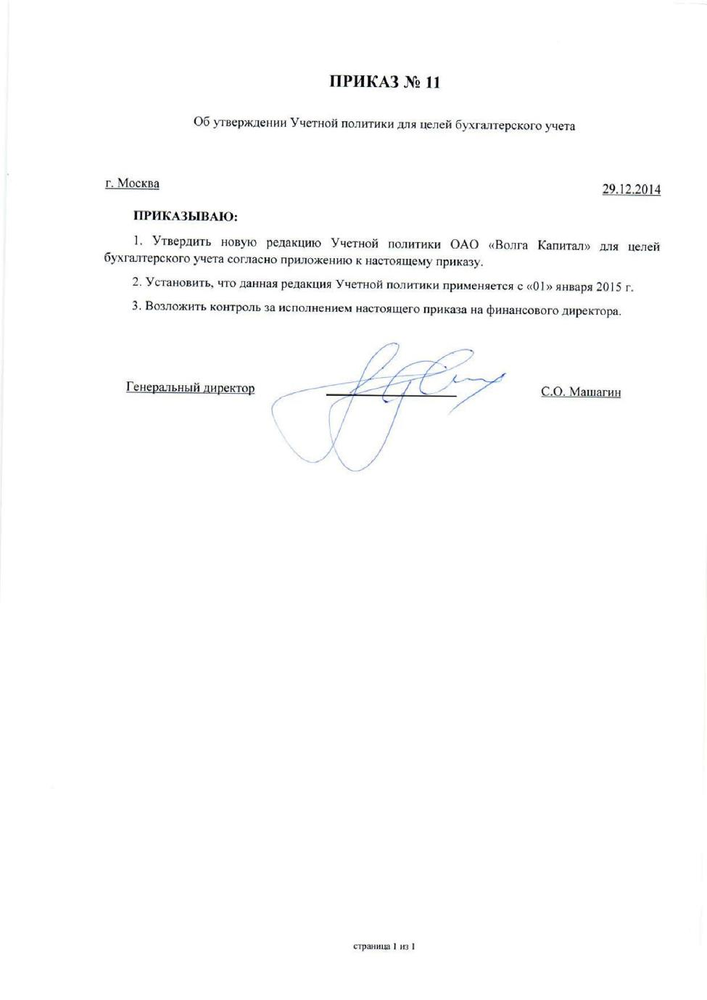 ПРИКАЗ № 11
Об утверждении Учетной политики для целей бухгалтерского учета
г. Москва
29.12.2014
ПРИКАЗЫВАЮ:
1. Утвердить новую редакцию Учетной политики ОАО «Волга Капитал» для целей
бухгалтерского учета согласно приложению к настоящему приказу.
2. Установить, что данная редакция Учетной политики применяется с «01» января 2015 г.
3. Возложить контроль за исполнением настоящего приказа на финансового директора.
Генеральный директор
С.О. Машагин
страница 1 из 1